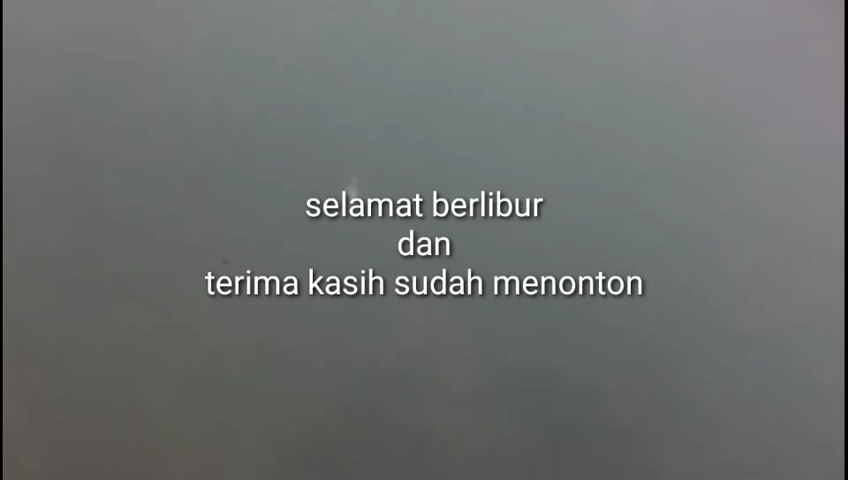 selamat berlibur
dan
terima kasih sudah menonton